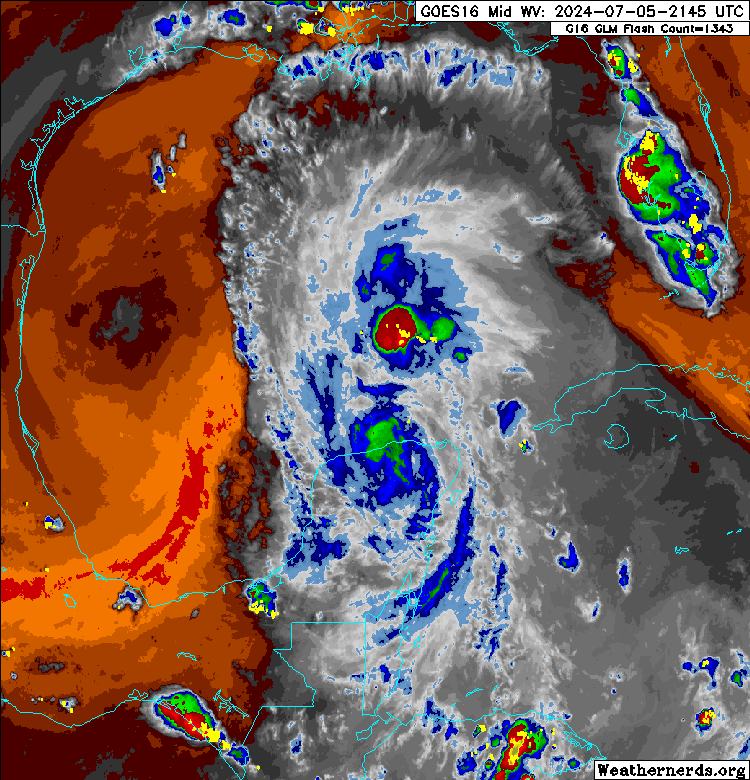 GOES16 Mid WV: 2024-07-05-2145 UTC
G16 GLM Flash Count=1343
Weathernerds.org